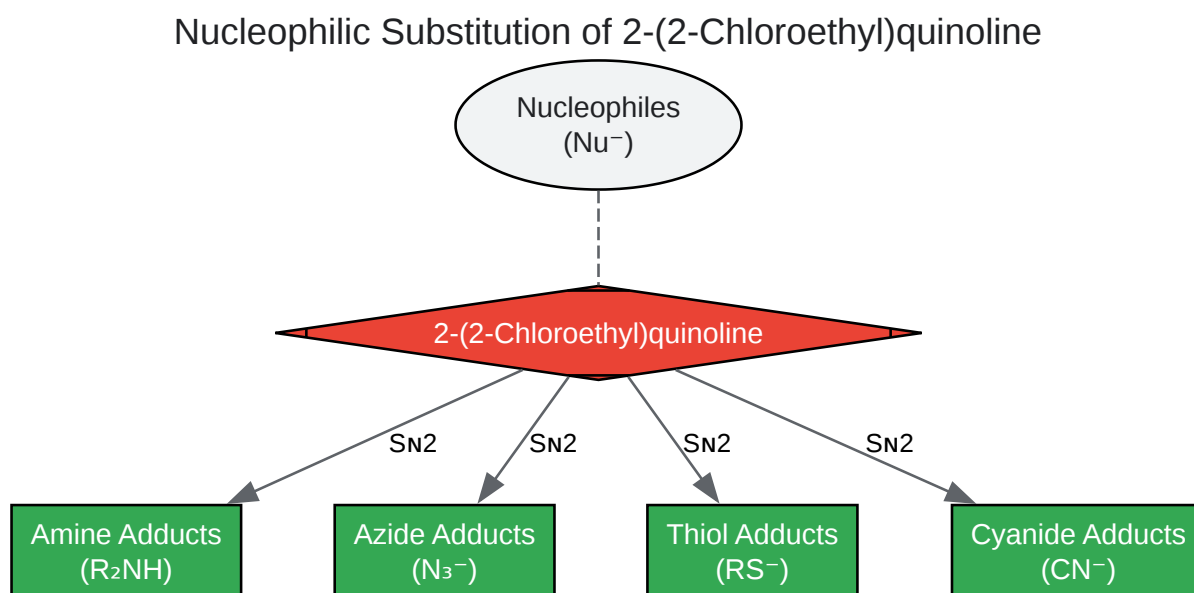 Nucleophilic Substitution of 2-(2-Chloroethyl)quinoline
Nucleophiles
(Nu⁻)
2-(2-Chloroethyl)quinoline
Sɴ2 Sɴ2 Sɴ2 Sɴ2
Amine Adducts
(R₂NH)
Azide Adducts
(N₃⁻)
Thiol Adducts
(RS⁻)
Cyanide Adducts
(CN⁻)